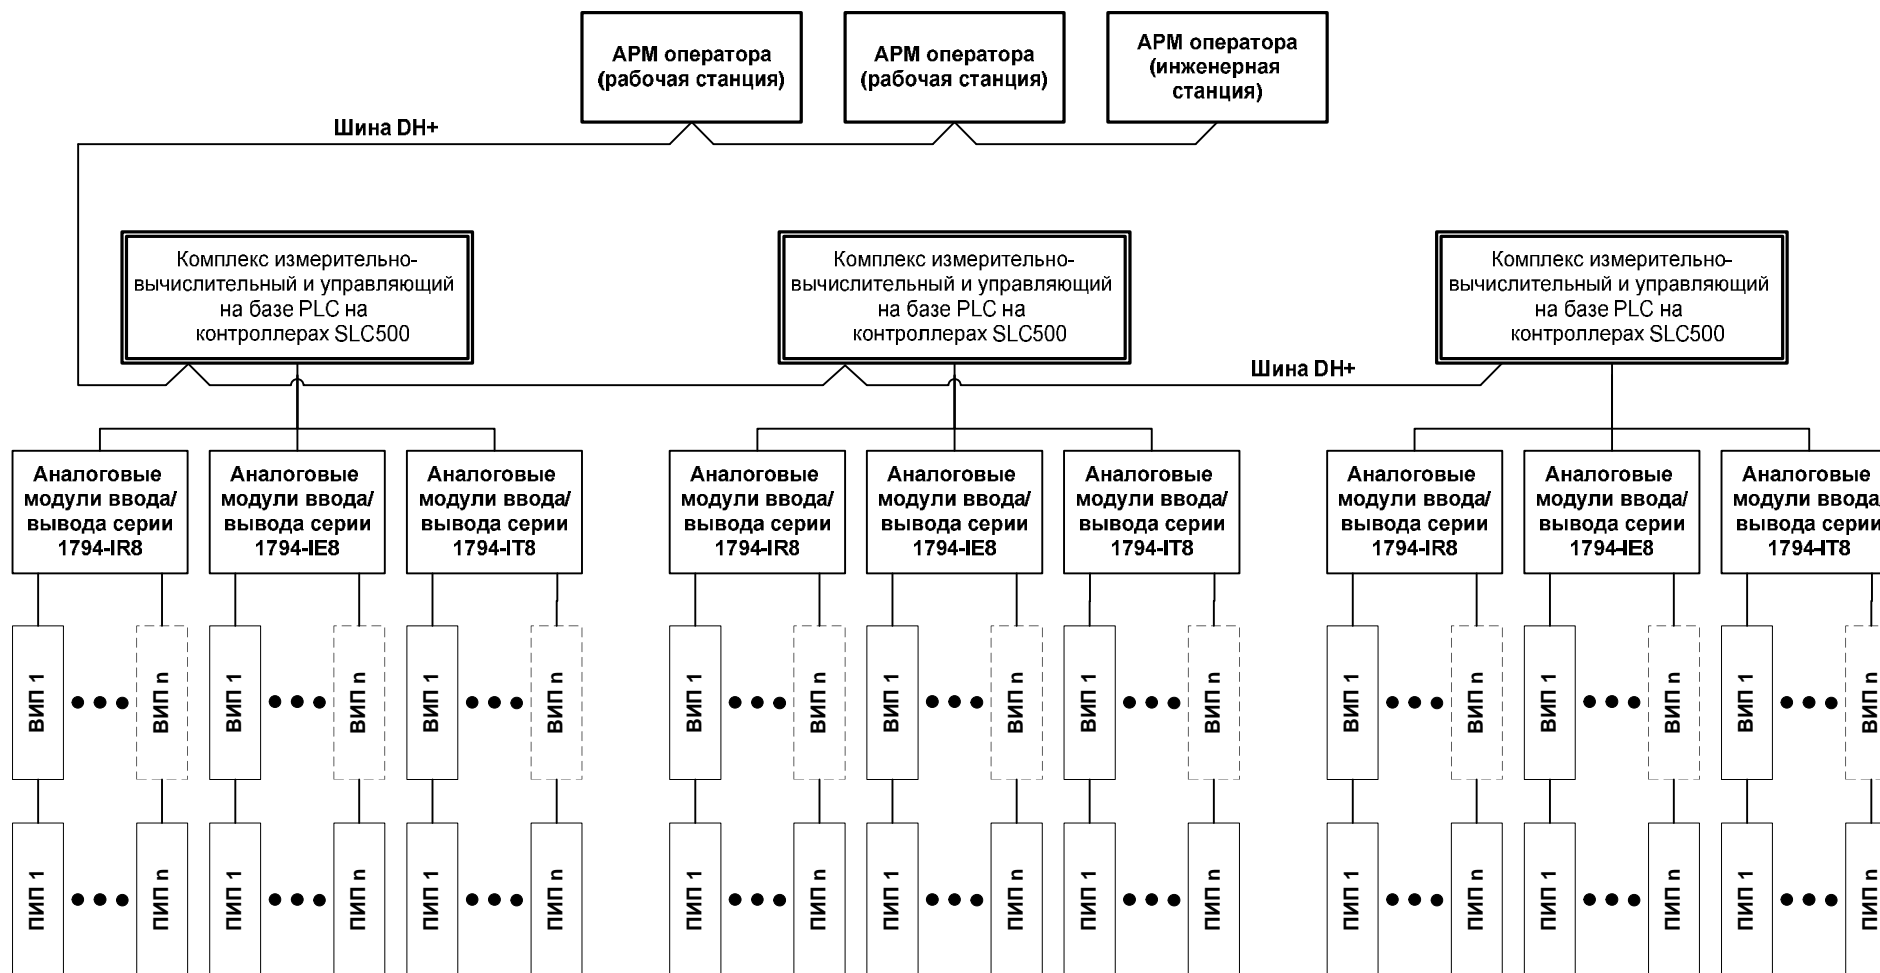 АРМ оператора
(рабочая станция)
АРМ оператора
(рабочая станция)
АРМ оператора
(инженерная
станция)
Шина DH+
Комплекс измерительно-
вычислительный и управляющий
на базе PLC на
контроллерах SLC500
Комплекс измерительно-
вычислительный и управляющий
на базе PLC на
контроллерах SLC500
Комплекс измерительно-
вычислительный и управляющий
на базе PLC на
контроллерах SLC500
Шина DH+
Аналоговые
модули ввода/
вывода серии
1794-IR8
Аналоговые
модули ввода/
вывода серии
1794-IE8
Аналоговые
модули ввода/
вывода серии
1794-IT8
Аналоговые
модули ввода/
вывода серии
1794-IR8
Аналоговые
модули ввода/
вывода серии
1794-IE8
Аналоговые
модули ввода/
вывода серии
1794-IT8
Аналоговые
модули ввода/
вывода серии
1794-IR8
Аналоговые
модули ввода/
вывода серии
1794-IE8
Аналоговые
модули ввода/
вывода серии
1794-IT8
ВИП 1
ВИП n
ВИП 1
ВИП n
ВИП 1
ВИП n
ВИП 1
ВИП n
ВИП 1
ВИП n
ВИП 1
ВИП n
ВИП 1
ВИП n
ВИП 1
ВИП n
ВИП 1
ВИП n
ПИП 1
ПИП n
ПИП 1
ПИП n
ПИП 1
ПИП n
ПИП 1
ПИП n
ПИП 1
ПИП n
ПИП 1
ПИП n
ПИП 1
ПИП n
ПИП 1
ПИП n
ПИП 1
ПИП n